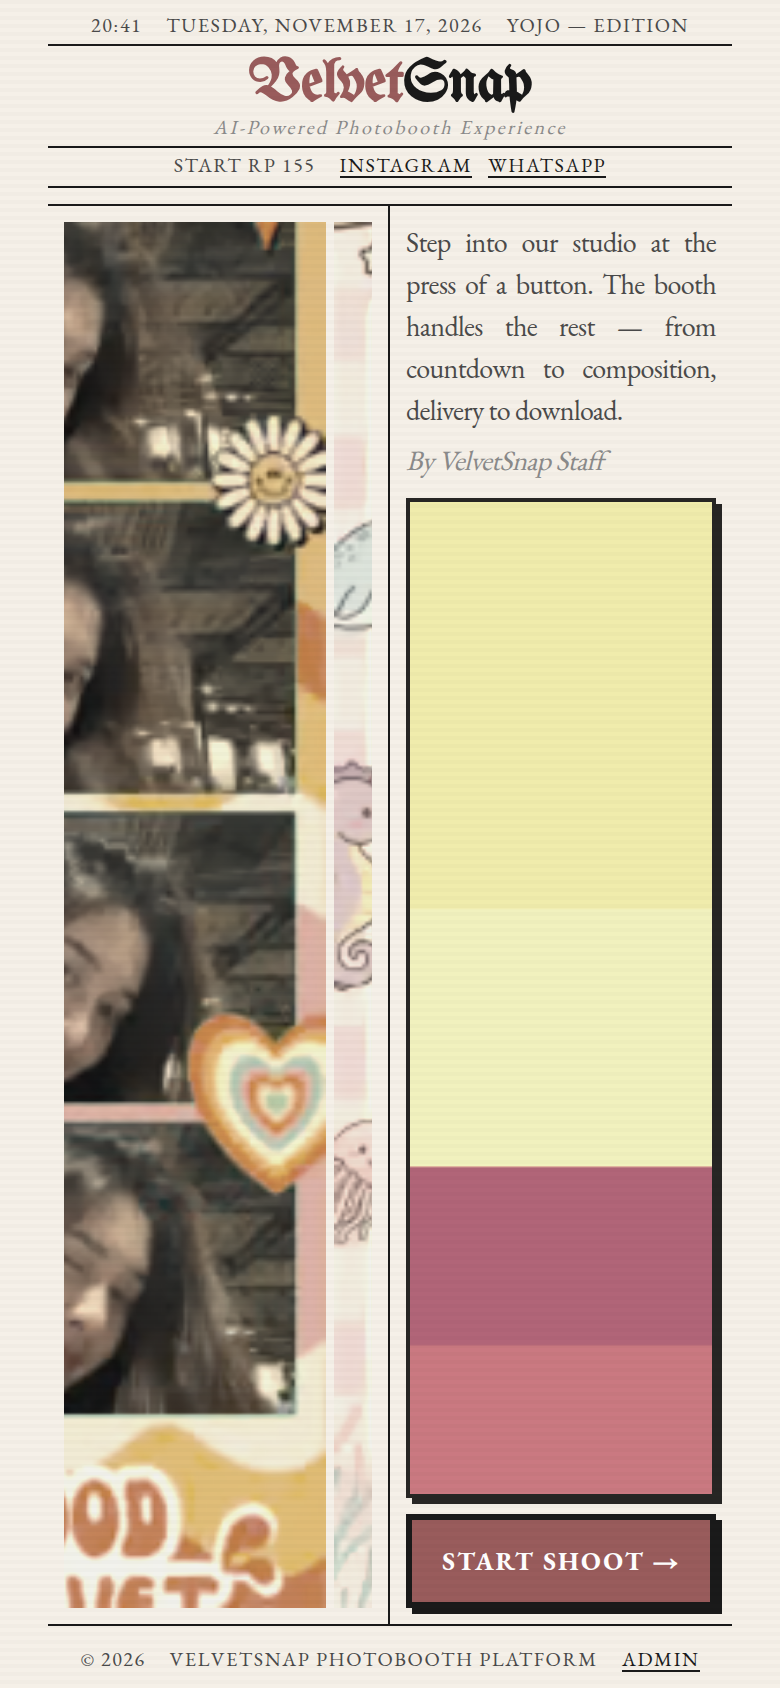 20:41 TUESDAY, NOVEMBER 17, 2026 YOJO — EDITION
VelvetSnap
AI-Powered Photobooth Experience
START RP 155 INSTAGRAM WHATSAPP
Step into our studio at the
press of a button. The booth
handles the rest — from
countdown to composition,
delivery to download.
By VelvetSnap Staff
OD
VET
START SHOOT →
© 2026 VELVETSNAP PHOTOBOOTH PLATFORM ADMIN